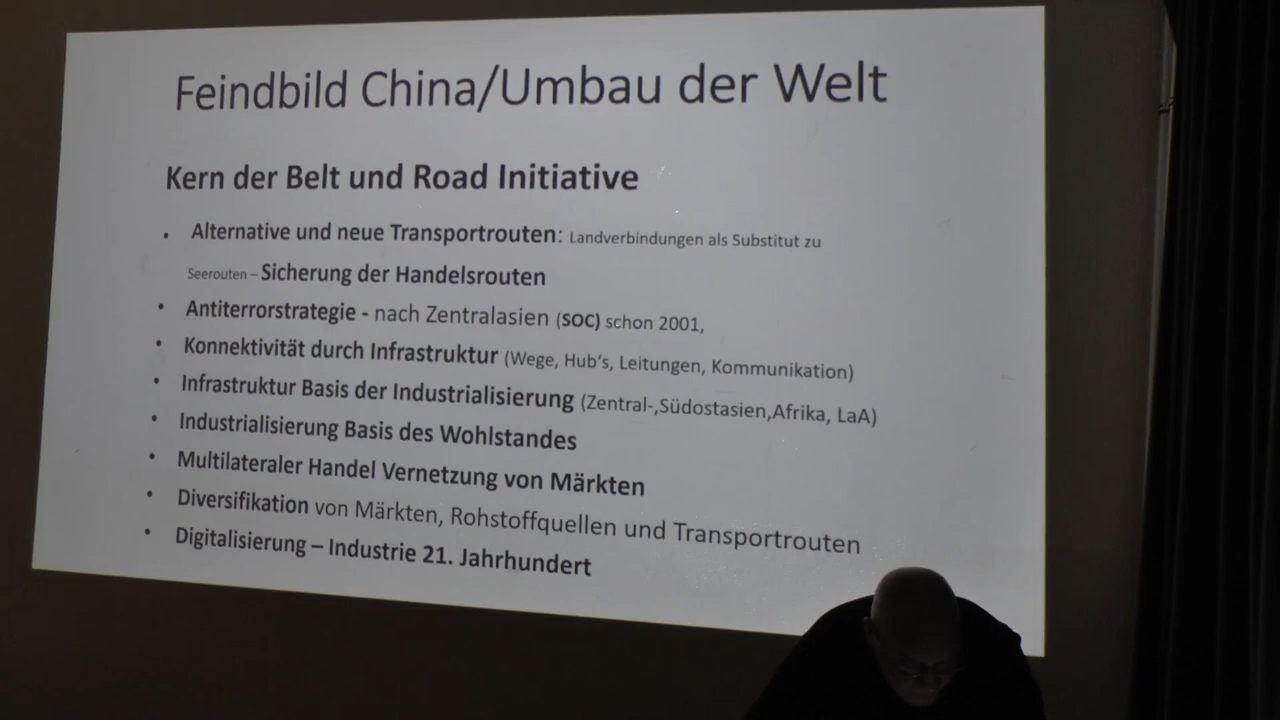 Feindbild China/Umbau der Welt
Kern der Belt und Road Initiative
• Alternative und neue Transportrouten: Landverbindungen als Substitut zu
Seerouten – Sicherung der Handelsrouten
• Antiterrorstrategie - nach Zentralasien (SOC) schon 2001,
• Konnektivität durch Infrastruktur (Wege, Hub's, Leitungen, Kommunikation)
• Infrastruktur Basis der Industrialisierung (Zentral-,Südostasien,Afrika, LaA)
• Industrialisierung Basis des Wohlstandes
• Multilateraler Handel Vernetzung von Märkten
• Diversifikation von Märkten, Rohstoffquellen und Transportrouten
• Digitalisierung – Industrie 21. Jahrhundert